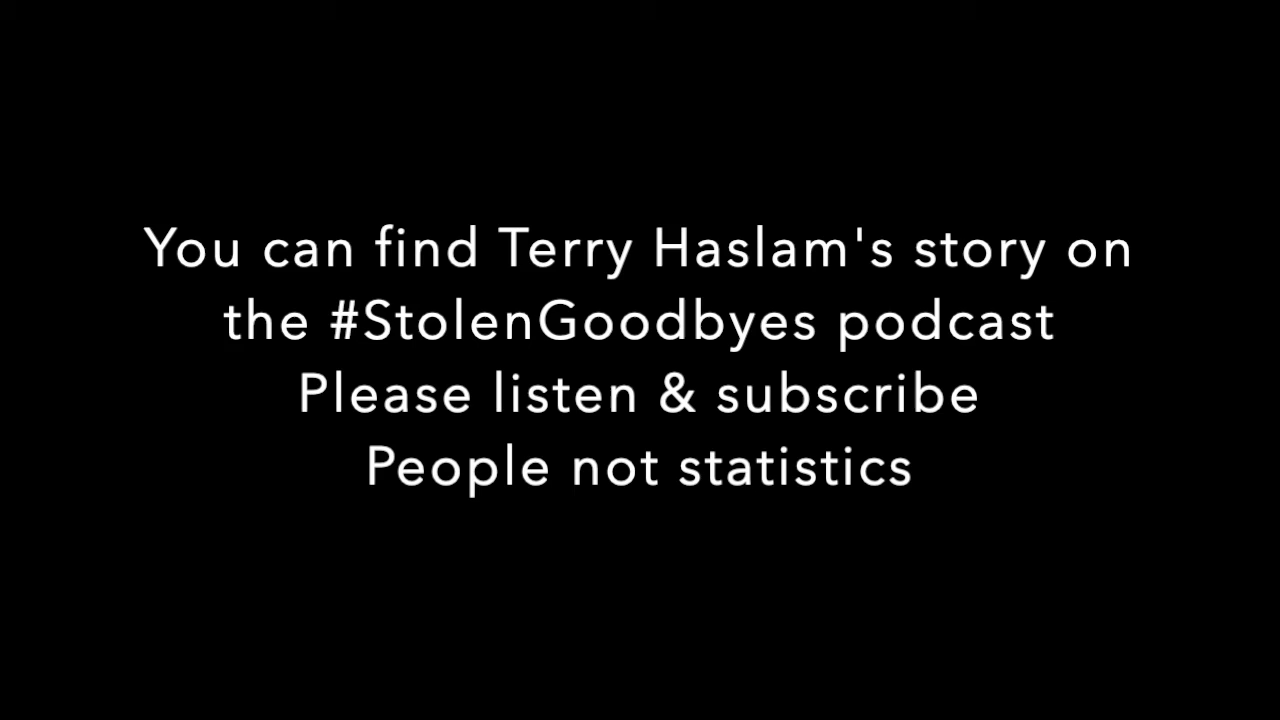 You can find Terry Haslam's story on
the #StolenGoodbyes podcast
Please listen & subscribe
People not statistics